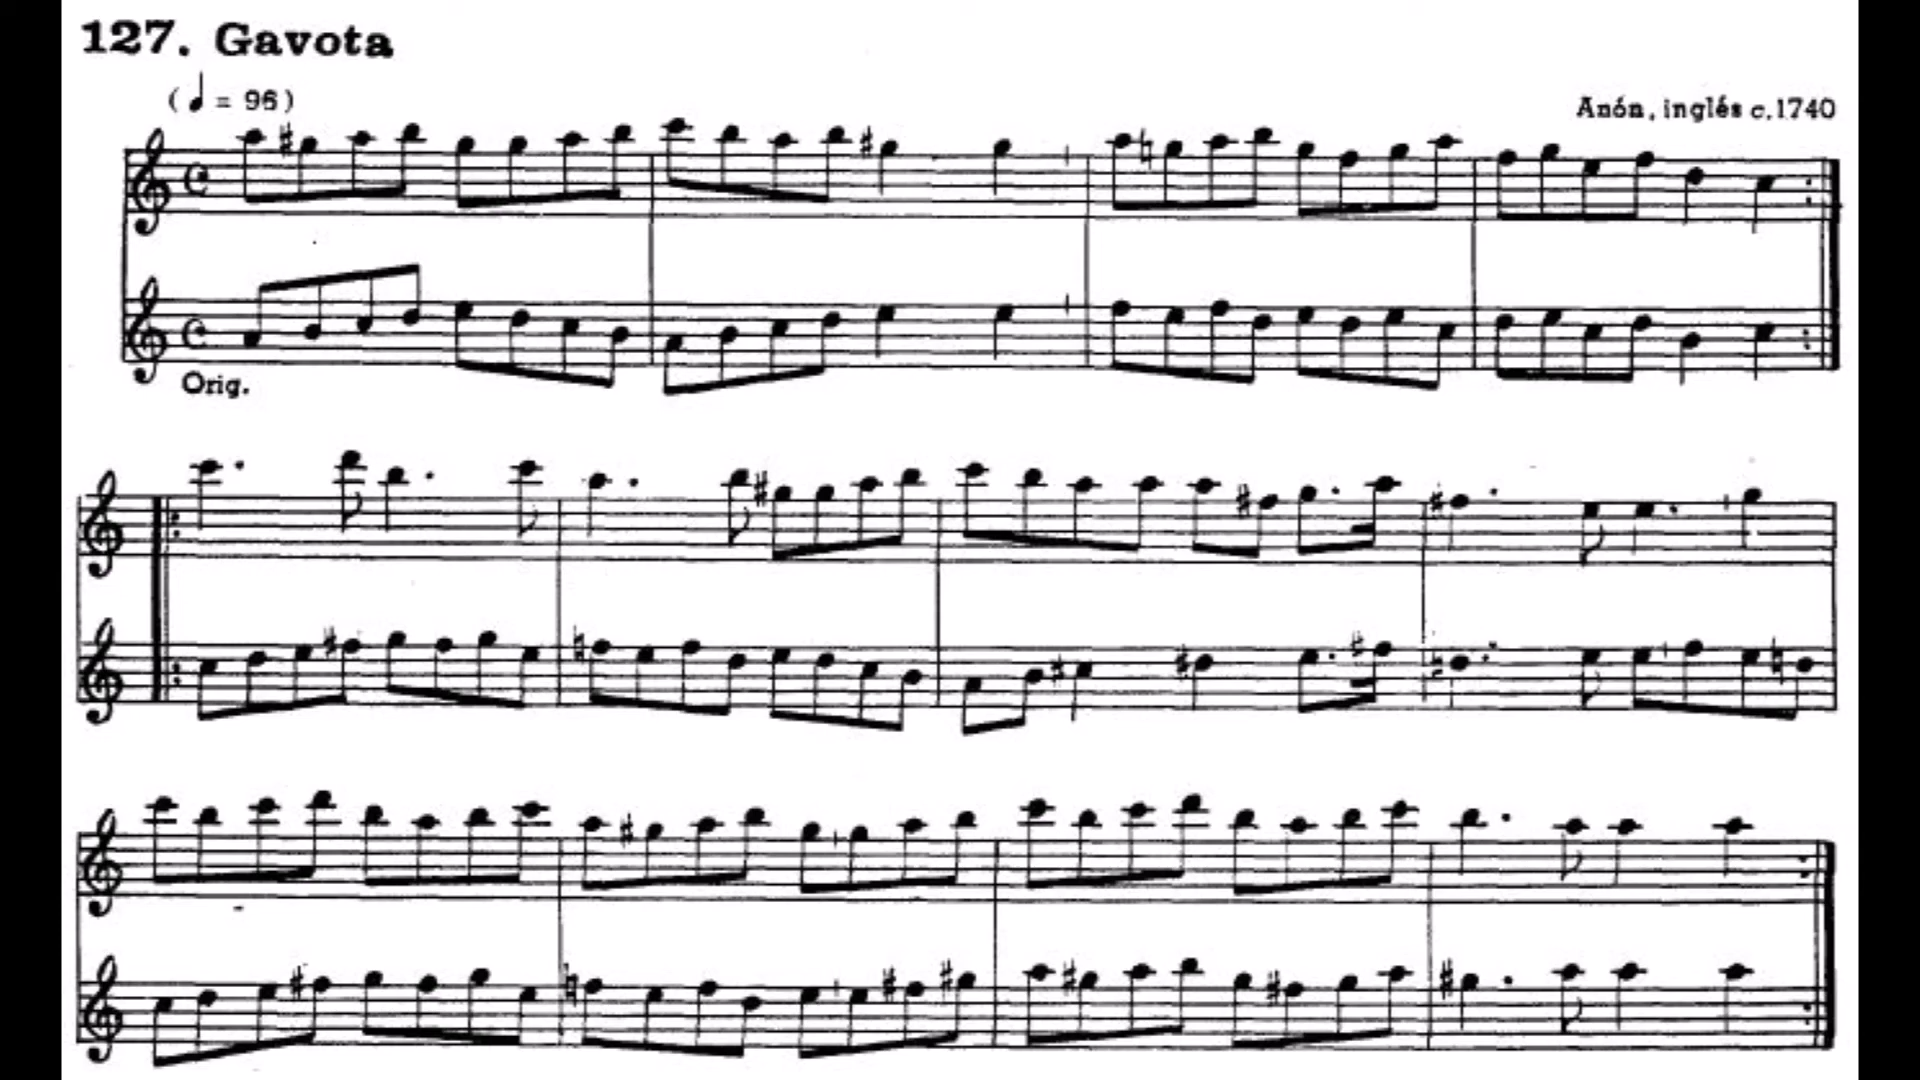 127. Gavota
(♩ = 96)
Anón, inglés c.1740
Orig.